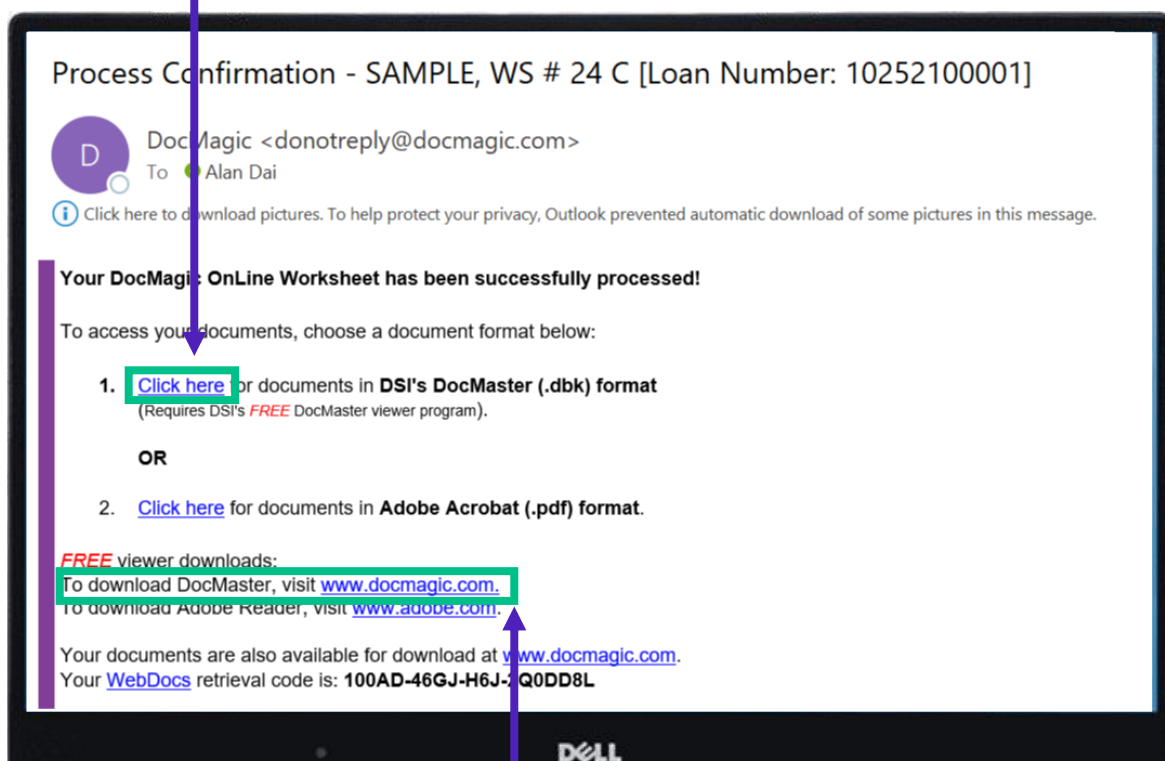 Process Confirmation - SAMPLE, WS # 24 C [Loan Number: 10252100001]
D
DocMagic <donotreply@docmagic.com>
To Alan Dai
i Click here to download pictures. To help protect your privacy, Outlook prevented automatic download of some pictures in this message.
Your DocMagic OnLine Worksheet has been successfully processed!
To access your documents, choose a document format below:
1. Click here for documents in DSI's DocMaster (.dbk) format
(Requires DSI's FREE DocMaster viewer program).
OR
2. Click here for documents in Adobe Acrobat (.pdf) format.
FREE viewer downloads:
To download DocMaster, visit www.docmagic.com.
To download Adobe Reader, visit www.adobe.com.
Your documents are also available for download at www.docmagic.com.
Your WebDocs retrieval code is: 100AD-46GJ-H6J-
DELL